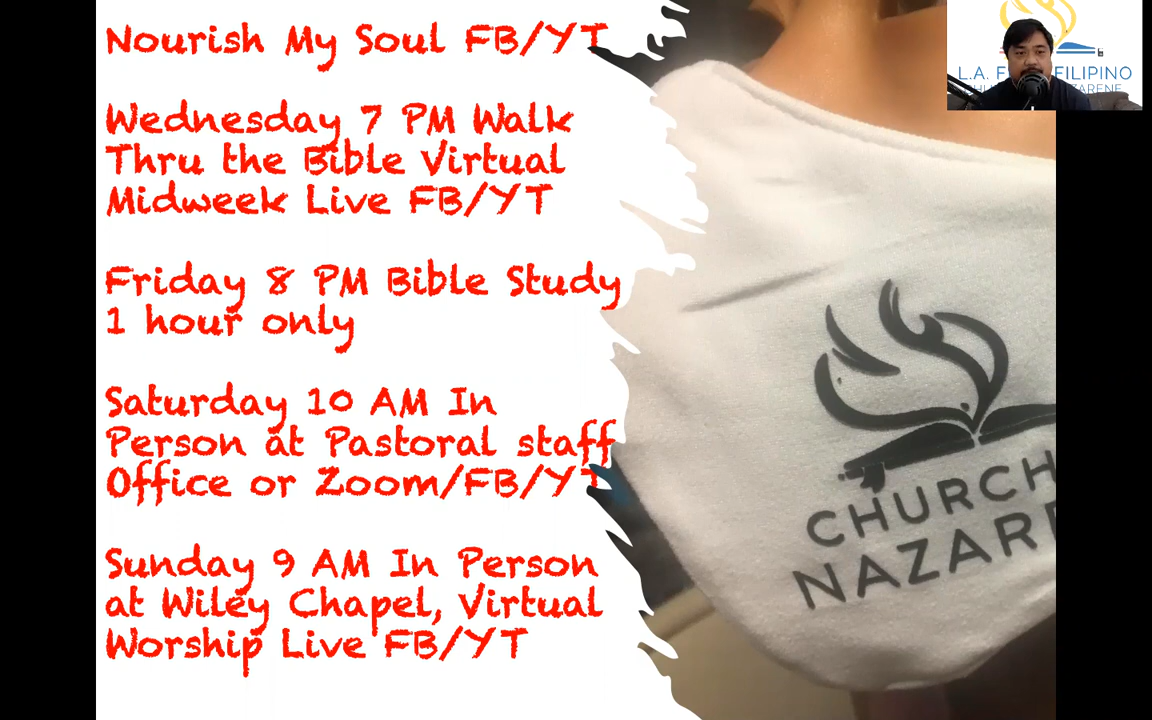 Nourish My Soul FB/YT
Wednesday 7 PM Walk
Thru the Bible Virtual
Midweek Live FB/YT
Friday 8 PM Bible Study
1 hour only
Saturday 10 AM In
Person at Pastoral staff
Office or Zoom/FB/YT
Sunday 9 AM In Person
at Wiley Chapel, Virtual
Worship Live FB/YT
L.A. FILIPINO
CHURCH